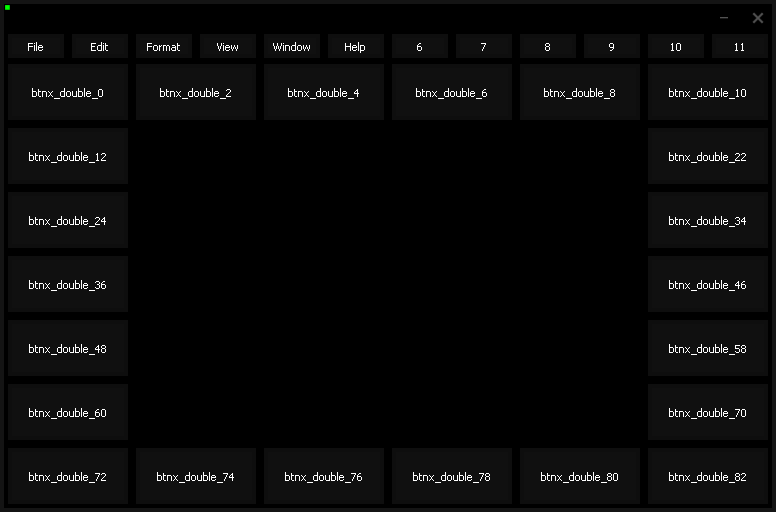 File Edit Format View Window Help 6 7 8 9 10 11
btnx_double_0 btnx_double_2 btnx_double_4 btnx_double_6 btnx_double_8 btnx_double_10
btnx_double_12 btnx_double_22
btnx_double_24 btnx_double_34
btnx_double_36 btnx_double_46
btnx_double_48 btnx_double_58
btnx_double_60 btnx_double_70
btnx_double_72 btnx_double_74 btnx_double_76 btnx_double_78 btnx_double_80 btnx_double_82